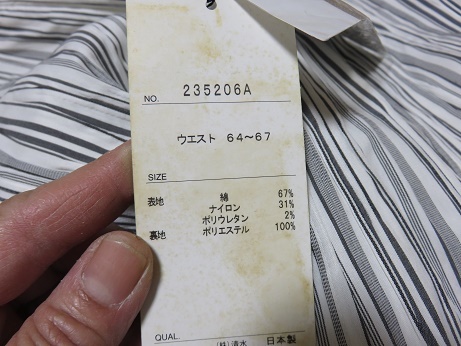 NO. 235206A
ウエスト 64〜67
SIZE
表地 綿 67%
ナイロン 31%
ポリウレタン 2%
裏地 ポリエステル 100%
QUAL.
(株)清水 日本製